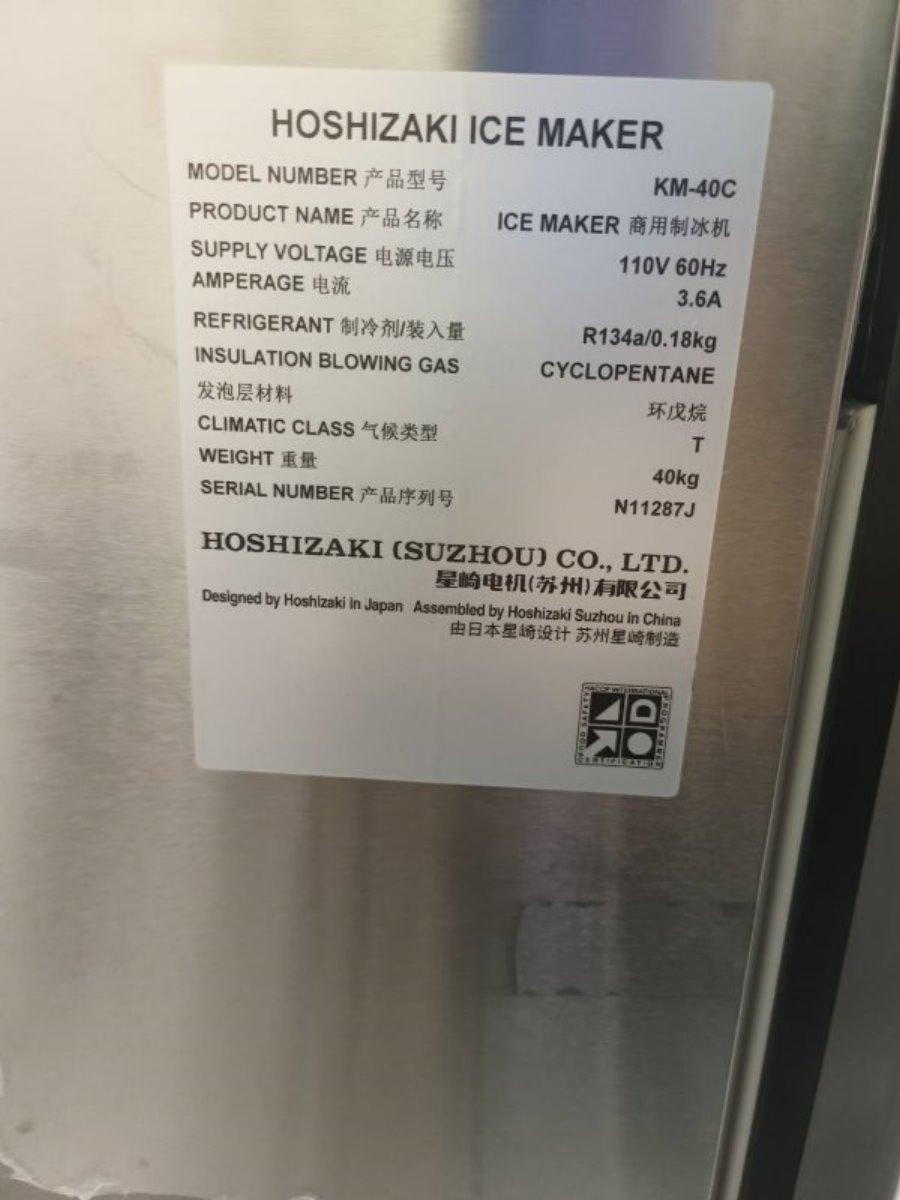 HOSHIZAKI ICE MAKER
MODEL NUMBER 产品型号 KM-40C
PRODUCT NAME 产品名称 ICE MAKER 商用制冰机
SUPPLY VOLTAGE 电源电压 110V 60Hz
AMPERAGE 电流 3.6A
REFRIGERANT 制冷剂/装入量 R134a/0.18kg
INSULATION BLOWING GAS CYCLOPENTANE
发泡层材料 环戊烷
CLIMATIC CLASS 气候类型 T
WEIGHT 重量 40kg
SERIAL NUMBER 产品序列号 N11287J
HOSHIZAKI (SUZHOU) CO., LTD.
星崎电机(苏州)有限公司
Designed by Hoshizaki in Japan Assembled by Hoshizaki Suzhou in China
由日本星崎设计 苏州星崎制造
HACCP INTERNATIONAL
FOOD SAFETY
PROGRAMMES
CERTIFICATION